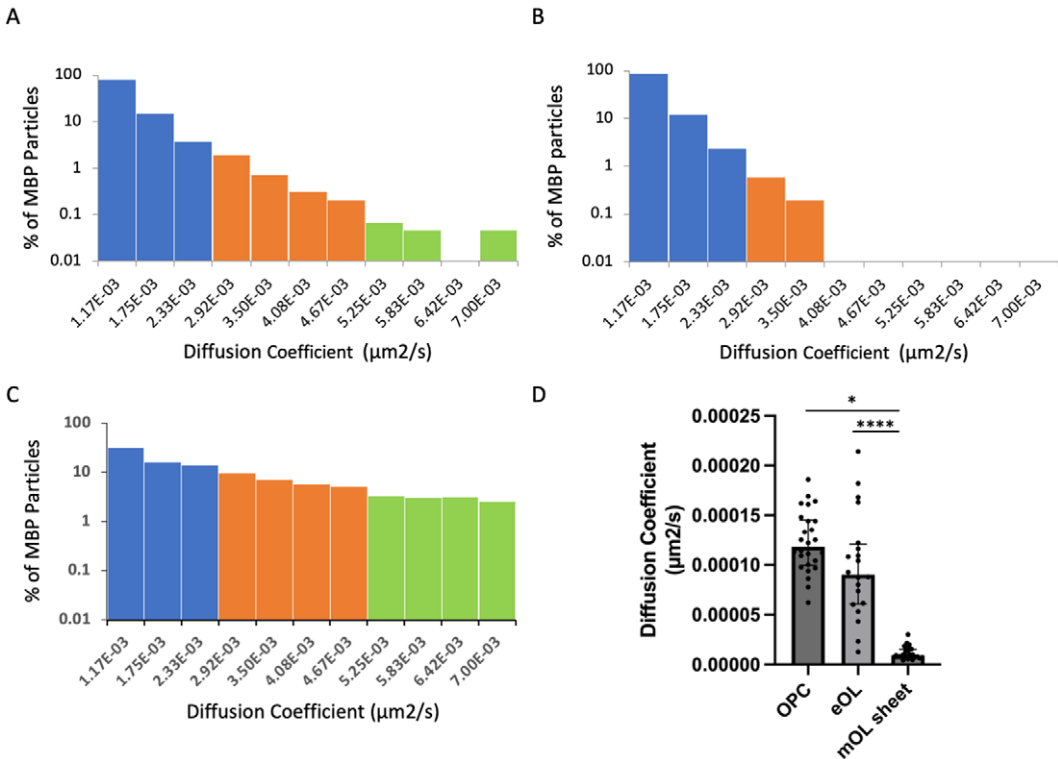 A
% of MBP Particles
100
10
1
0.1
0.01
1.17E-03
1.75E-03
2.33E-03
2.92E-03
3.50E-03
4.08E-03
4.67E-03
5.25E-03
5.83E-03
6.42E-03
7.00E-03
Diffusion Coefficient (μm2/s)
B
% of MBP particles
100
10
1
0.1
0.01
1.17E-03
1.75E-03
2.33E-03
2.92E-03
3.50E-03
4.08E-03
4.67E-03
5.25E-03
5.83E-03
6.42E-03
7.00E-03
Diffusion Coefficient (μm2/s)
C
% of MBP Particles
100
10
1
0.1
0.01
1.17E-03
1.75E-03
2.33E-03
2.92E-03
3.50E-03
4.08E-03
4.67E-03
5.25E-03
5.83E-03
6.42E-03
7.00E-03
Diffusion Coefficient (μm2/s)
D
Diffusion Coefficient
(μm2/s)
0.00025
0.00020
0.00015
0.00010
0.00005
0.00000
*
****
OPC
eOL
mOL sheet